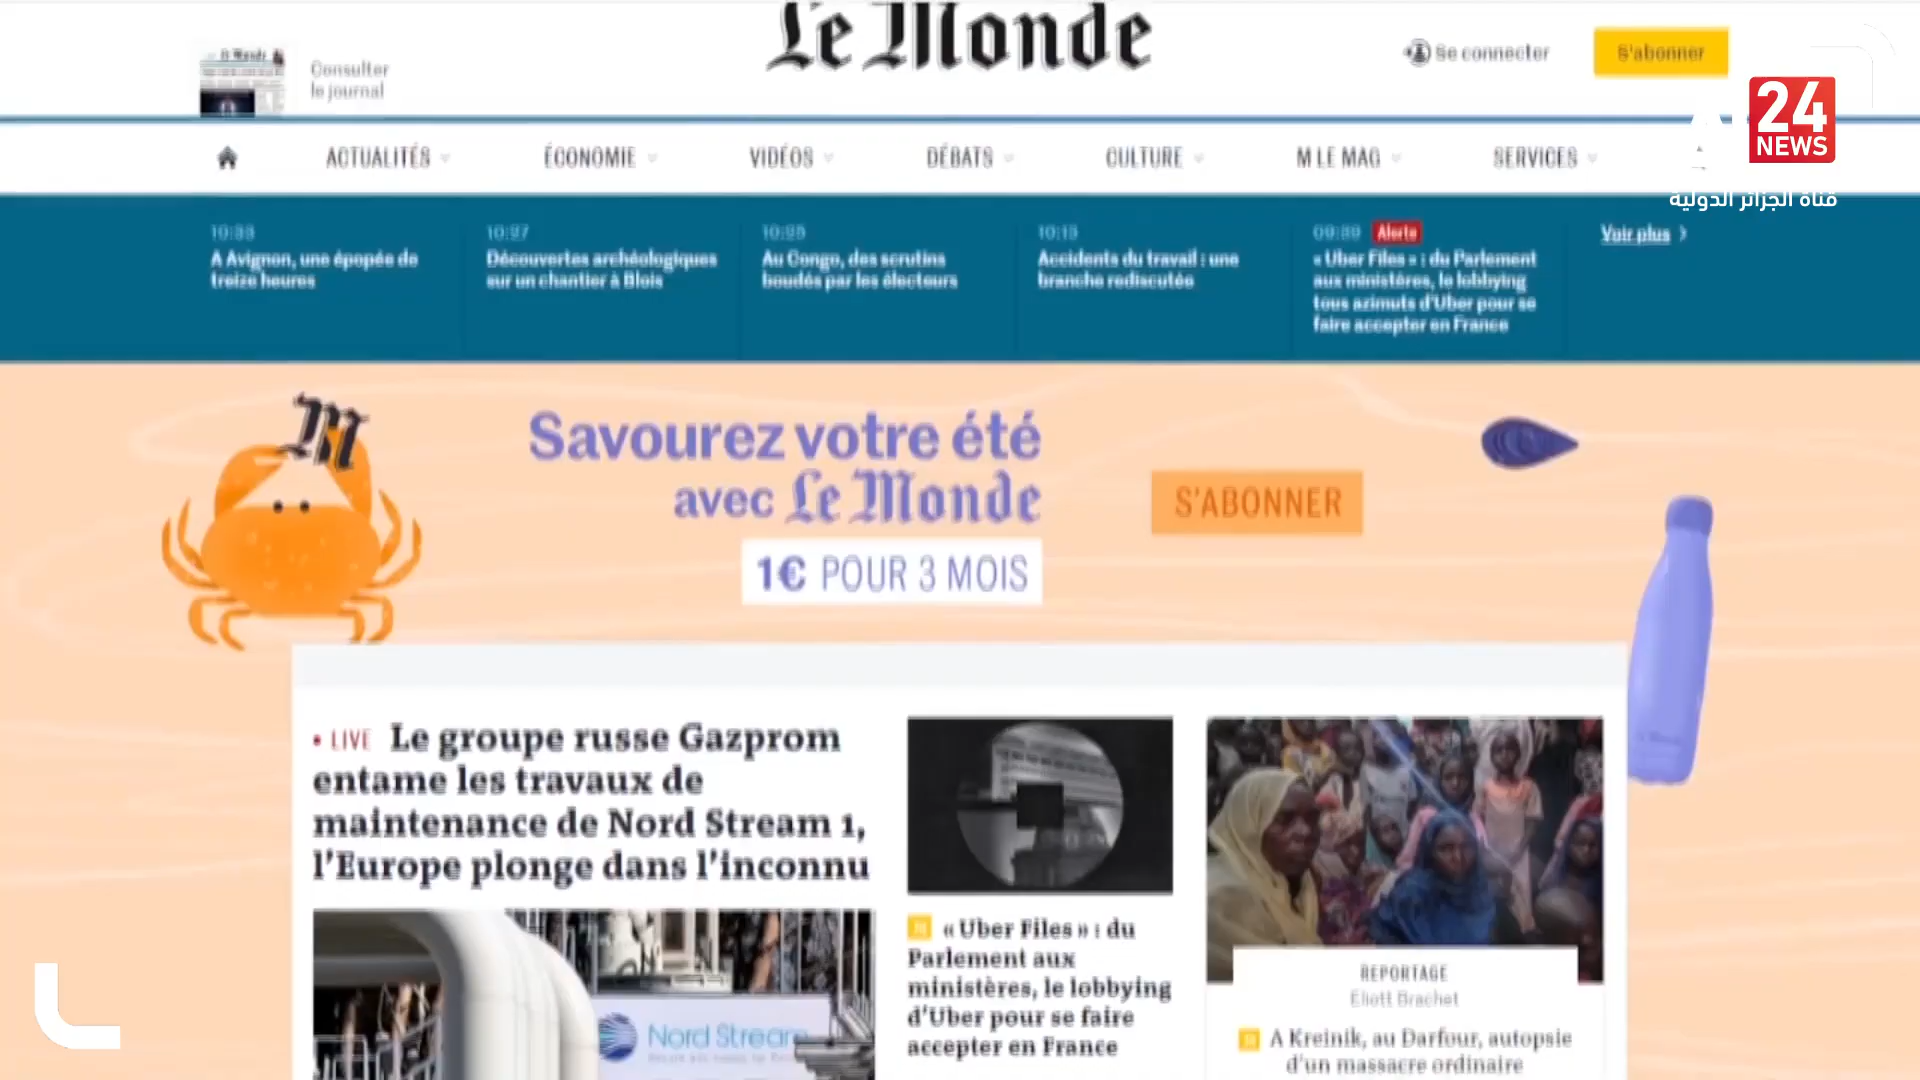 Le Monde
Consulter
le journal
Se connecter
S'abonner
24
NEWS
قناة الجزائر الدولية
ACTUALITÉS
ÉCONOMIE
VIDÉOS
DÉBATS
CULTURE
M LE MAG
SERVICES
10:33
A Avignon, une épopée de
treize heures
10:27
Découvertes archéologiques
sur un chantier à Blois
10:25
Au Congo, des scrutins
boudés par les électeurs
10:13
Accidents du travail : une
branche rediscutée
Alerte
« Uber Files » : du Parlement
aux ministères, le lobbying
tous azimuts d'Uber pour se
faire accepter en France
Voir plus
M
Savourez votre été
avec Le Monde
1€ POUR 3 MOIS
S'ABONNER
• LIVE Le groupe russe Gazprom
entame les travaux de
maintenance de Nord Stream 1,
l'Europe plonge dans l'inconnu
Nord Stream
« Uber Files » : du
Parlement aux
ministères, le lobbying
d'Uber pour se faire
accepter en France
REPORTAGE
Eliott Brachet
A Kreinik, au Darfour, autopsie
d'un massacre ordinaire